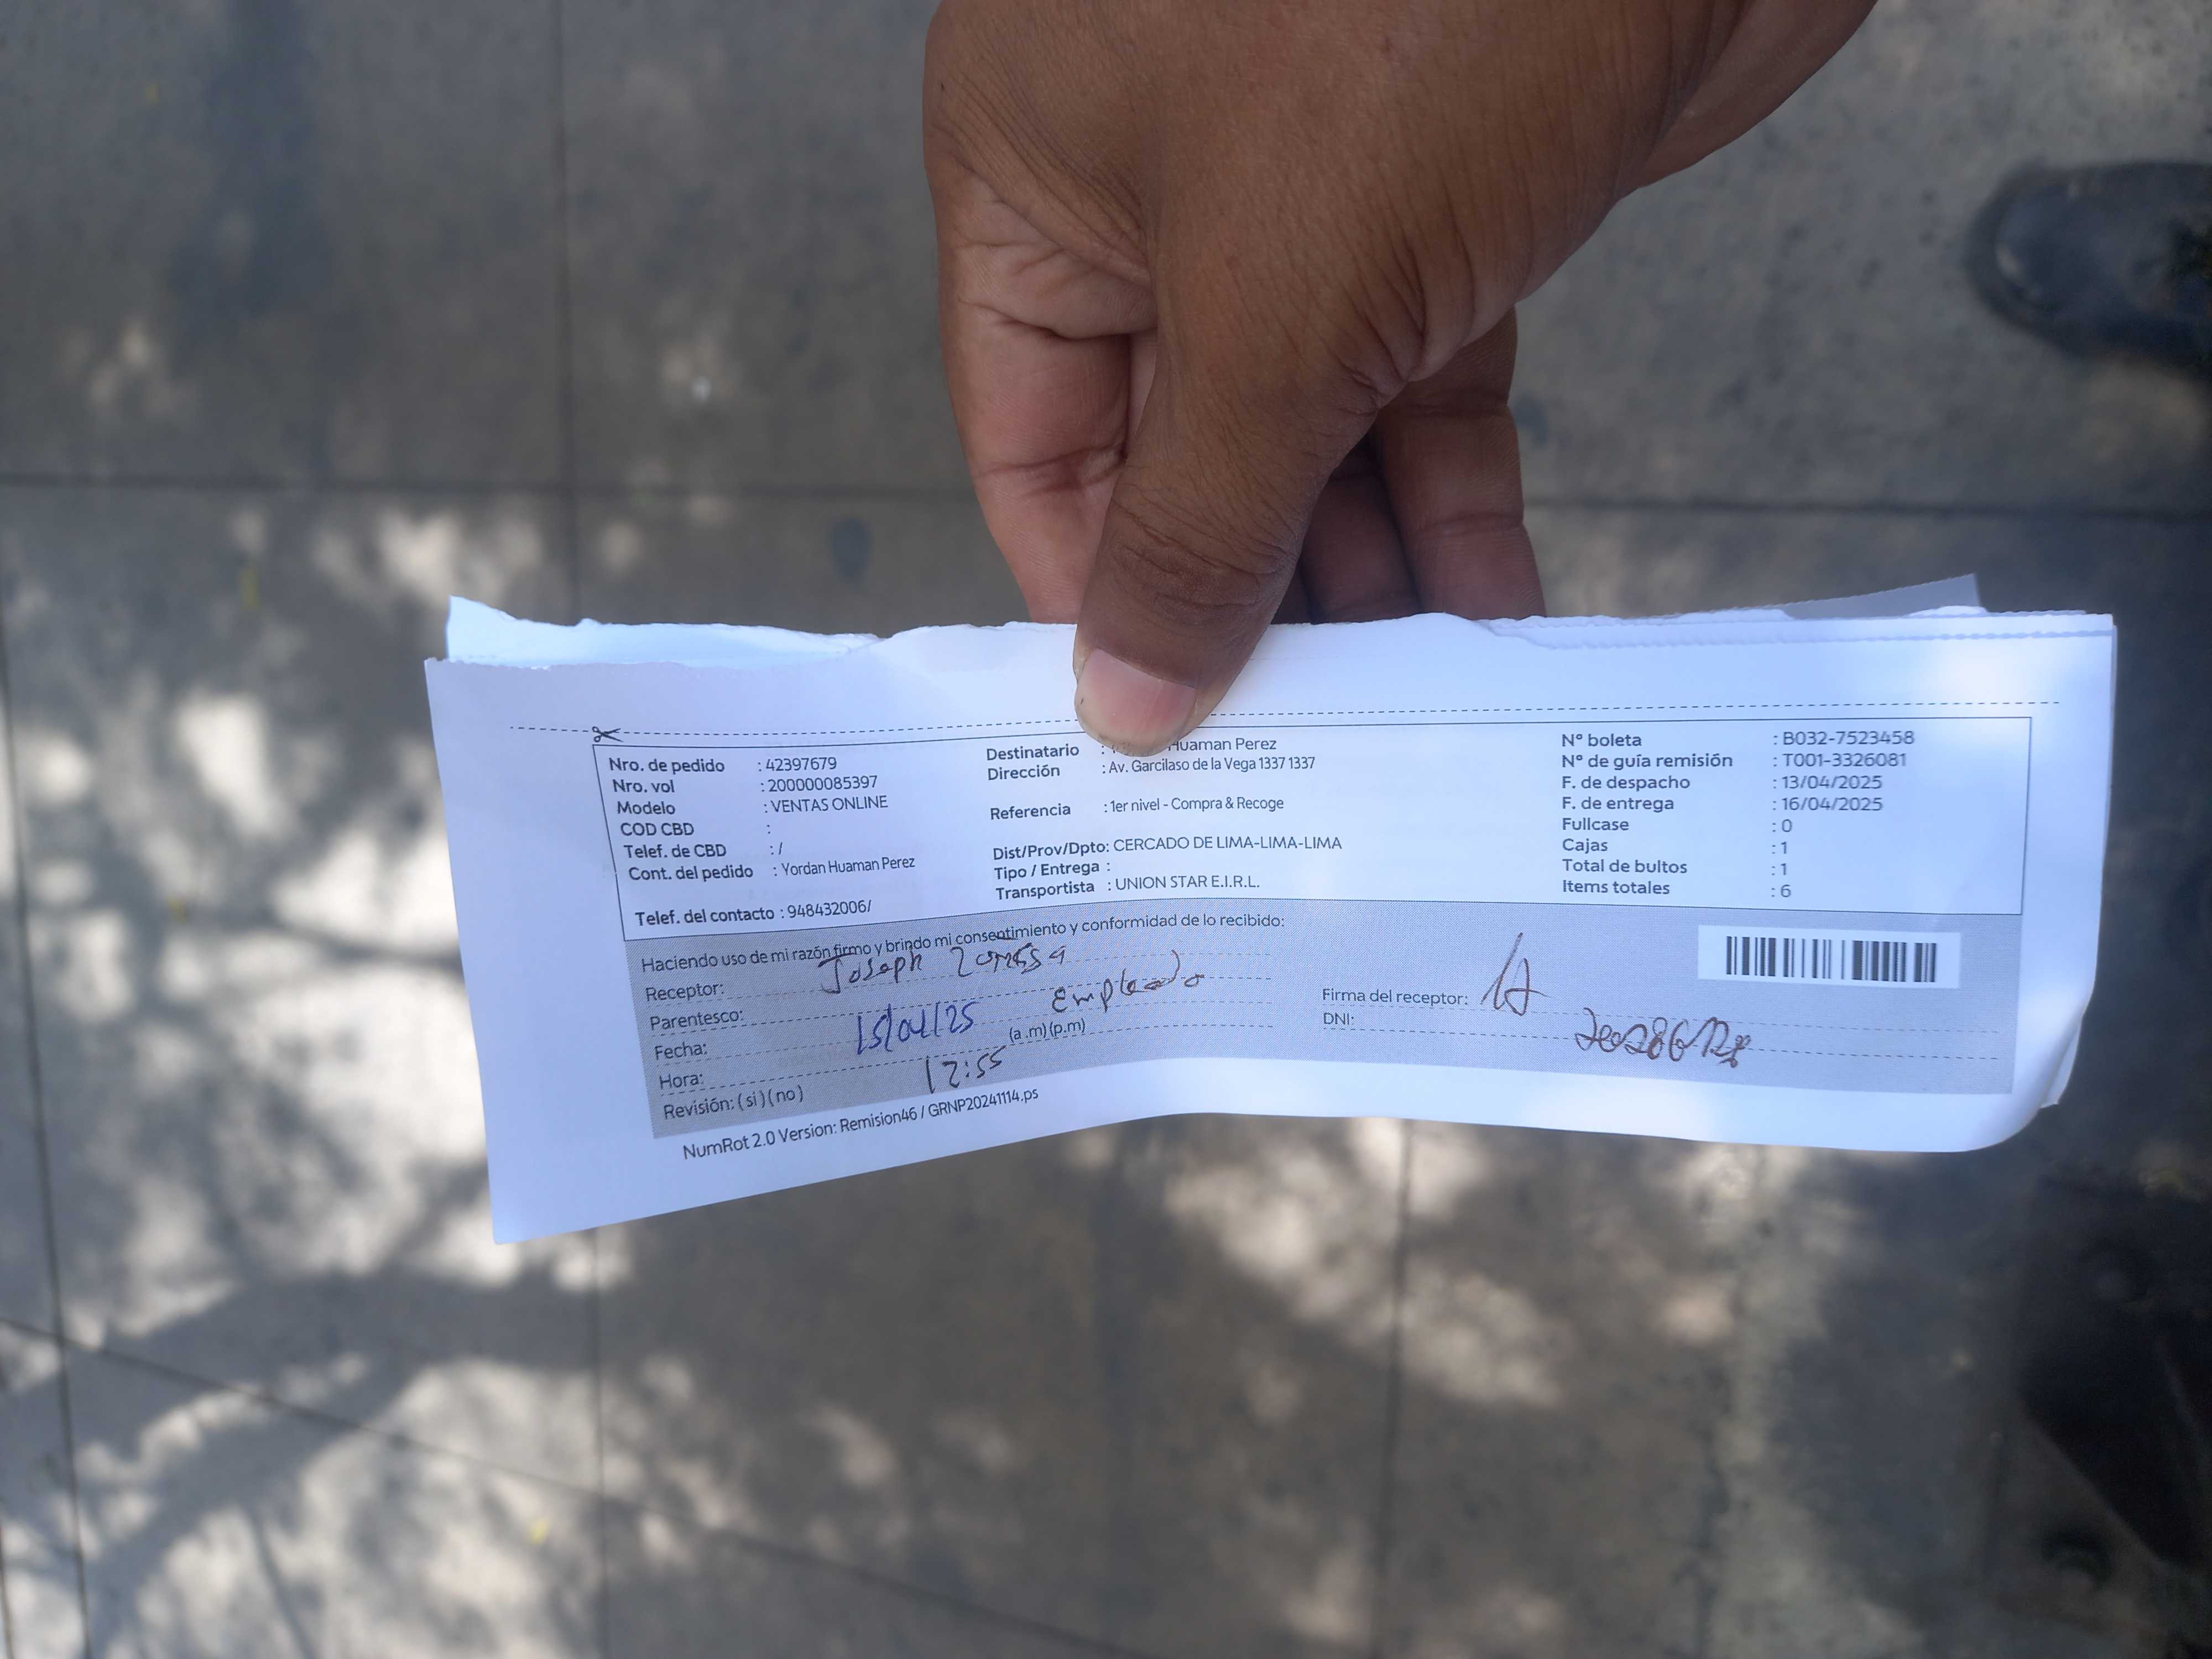 Nro. de pedido : 42397679
Nro. vol : 200000085397
Modelo : VENTAS ONLINE
COD CBD :
Telef. de CBD : /
Cont. del pedido : Yordan Huaman Perez
Telef. del contacto : 948432006/
Destinatario : Huaman Perez
Dirección : Av. Garcilaso de la Vega 1337 1337
Referencia : 1er nivel - Compra & Recoge
Dist/Prov/Dpto: CERCADO DE LIMA-LIMA-LIMA
Tipo / Entrega :
Transportista : UNION STAR E.I.R.L.
N° boleta : B032-7523458
N° de guía remisión : T001-3326081
F. de despacho : 13/04/2025
F. de entrega : 16/04/2025
Fullcase : 0
Cajas : 1
Total de bultos : 1
Items totales : 6
Haciendo uso de mi razón firmo y brindo mi consentimiento y conformidad de lo recibido:
Receptor: Joseph
Parentesco: Empleado
Fecha: 15/04/25
Hora: 12:55 (a .m) (p.m)
Revisión: (si) (no)
Firma del receptor:
DNI:
NumRot 2.0 Version: Remision46 / GRNP20241114.ps